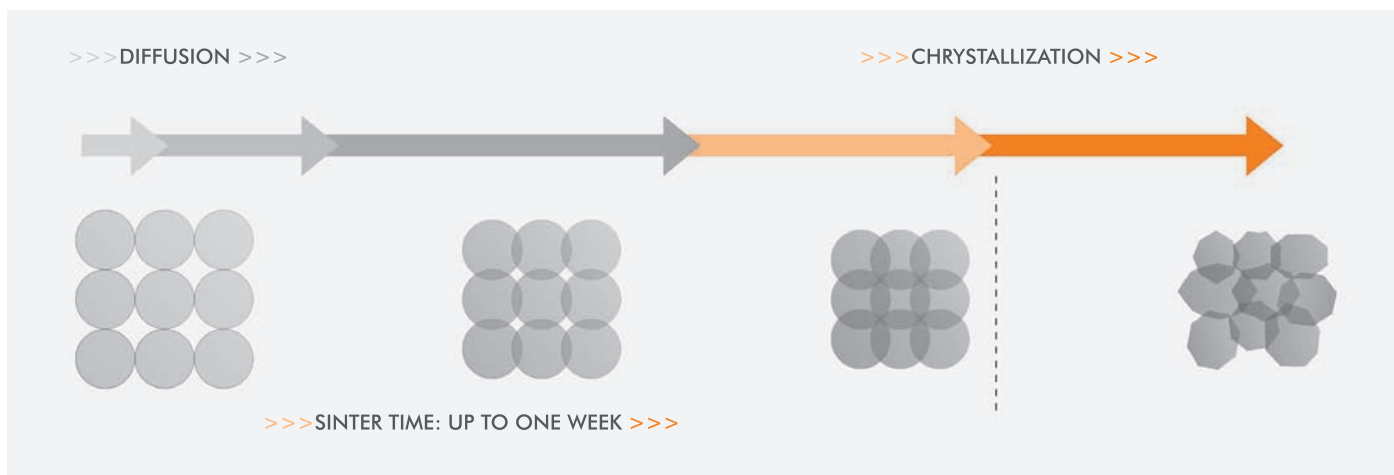 >>>DIFFUSION >>>
>>>CHRYSTALLIZATION >>>
>>>SINTER TIME: UP TO ONE WEEK >>>